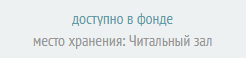 доступно в фонде
место хранения: Читальный зал